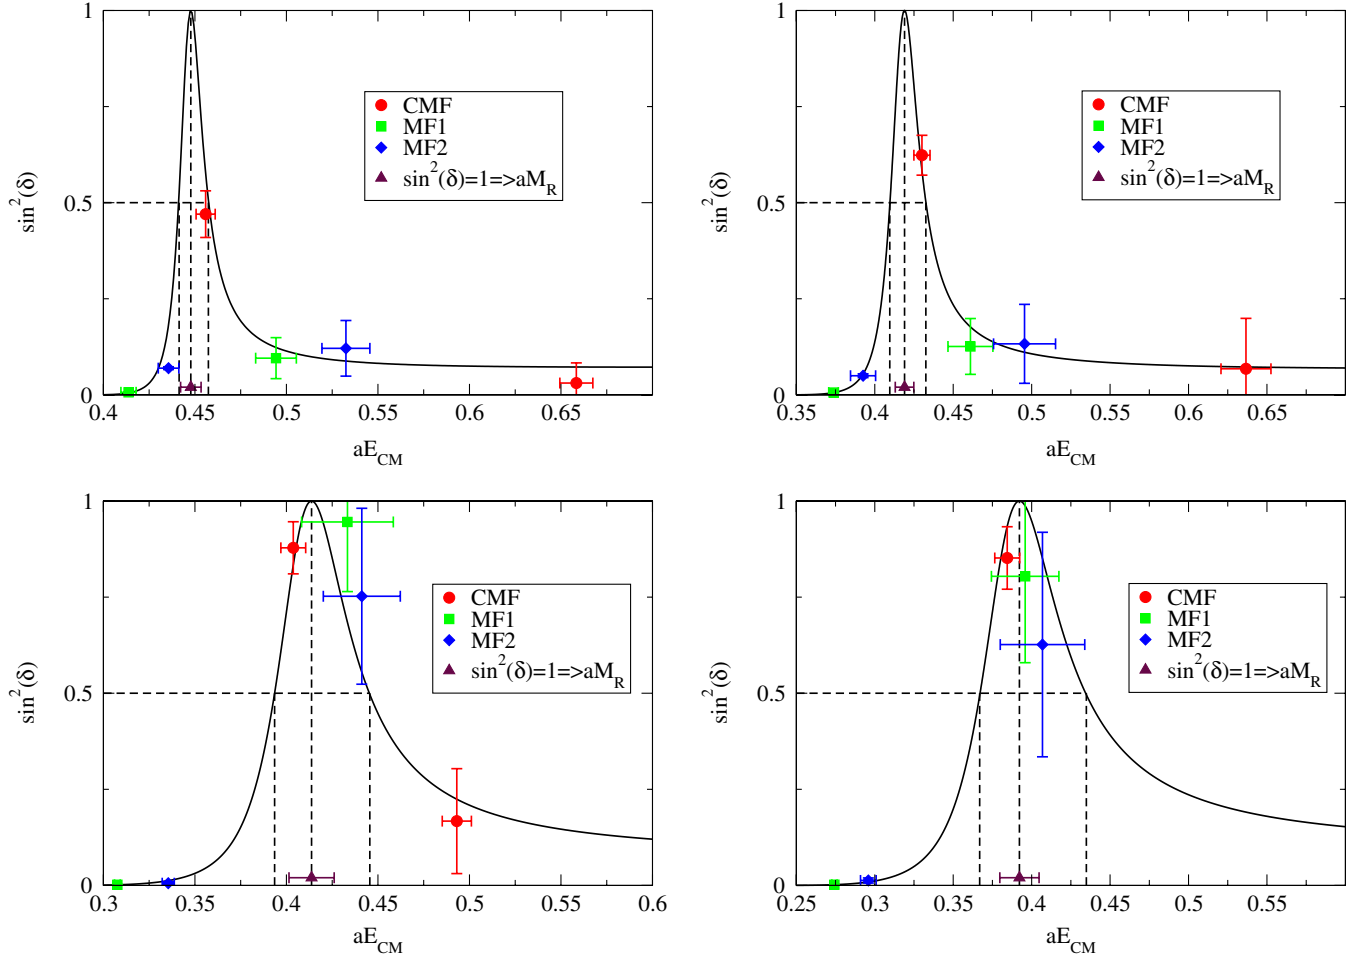 1
CMF
MF1
MF2
sin²(δ)=1=>aM_R
0.5
sin²(δ)
0
0.4 0.45 0.5 0.55 0.6 0.65
aE_CM
1
CMF
MF1
MF2
sin²(δ)=1=>aM_R
0.5
sin²(δ)
0
0.35 0.4 0.45 0.5 0.55 0.6 0.65
aE_CM
1
CMF
MF1
MF2
sin²(δ)=1=>aM_R
0.5
sin²(δ)
0
0.3 0.35 0.4 0.45 0.5 0.55 0.6
aE_CM
1
CMF
MF1
MF2
sin²(δ)=1=>aM_R
0.5
sin²(δ)
0
0.25 0.3 0.35 0.4 0.45 0.5 0.55
aE_CM